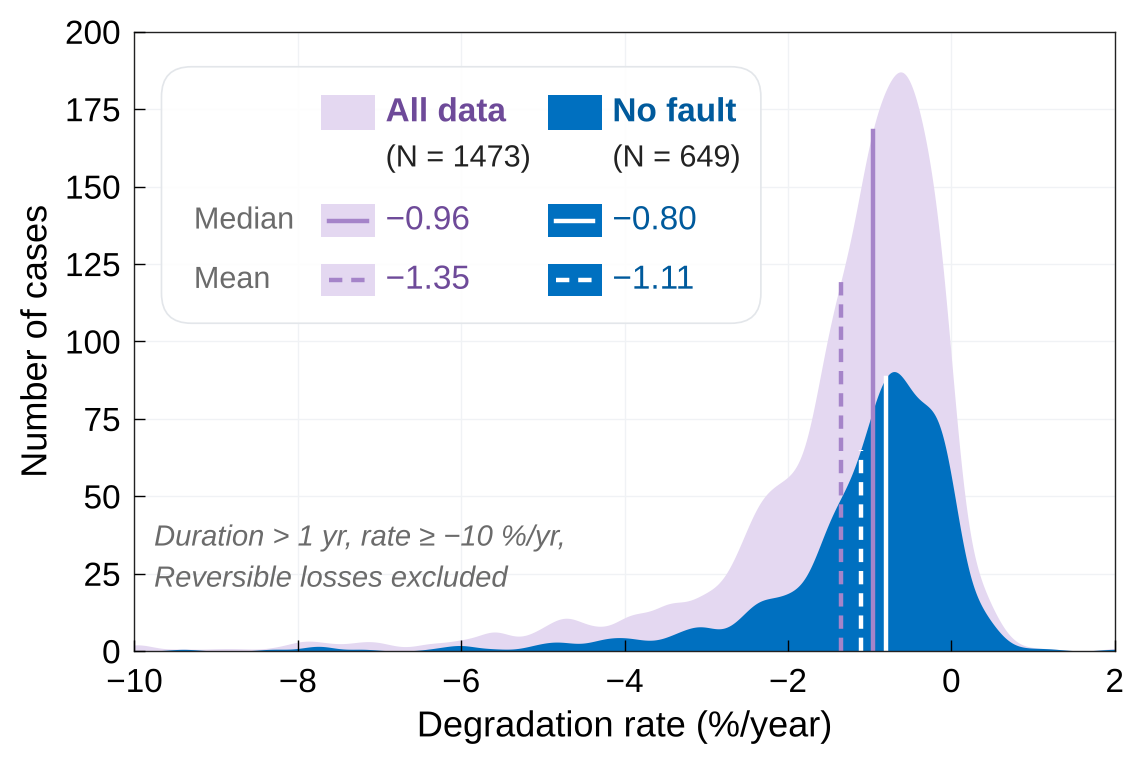 200
175
150
125
100
75
50
25
0
Number of cases
All data No fault
(N = 1473) (N = 649)
Median −0.96 −0.80
Mean −1.35 −1.11
Duration > 1 yr, rate ≥ −10 %/yr,
Reversible losses excluded
−10 −8 −6 −4 −2 0 2
Degradation rate (%/year)